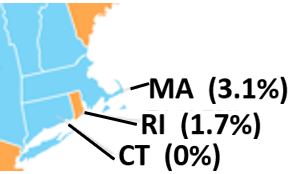 MA (3.1%)
RI (1.7%)
CT (0%)